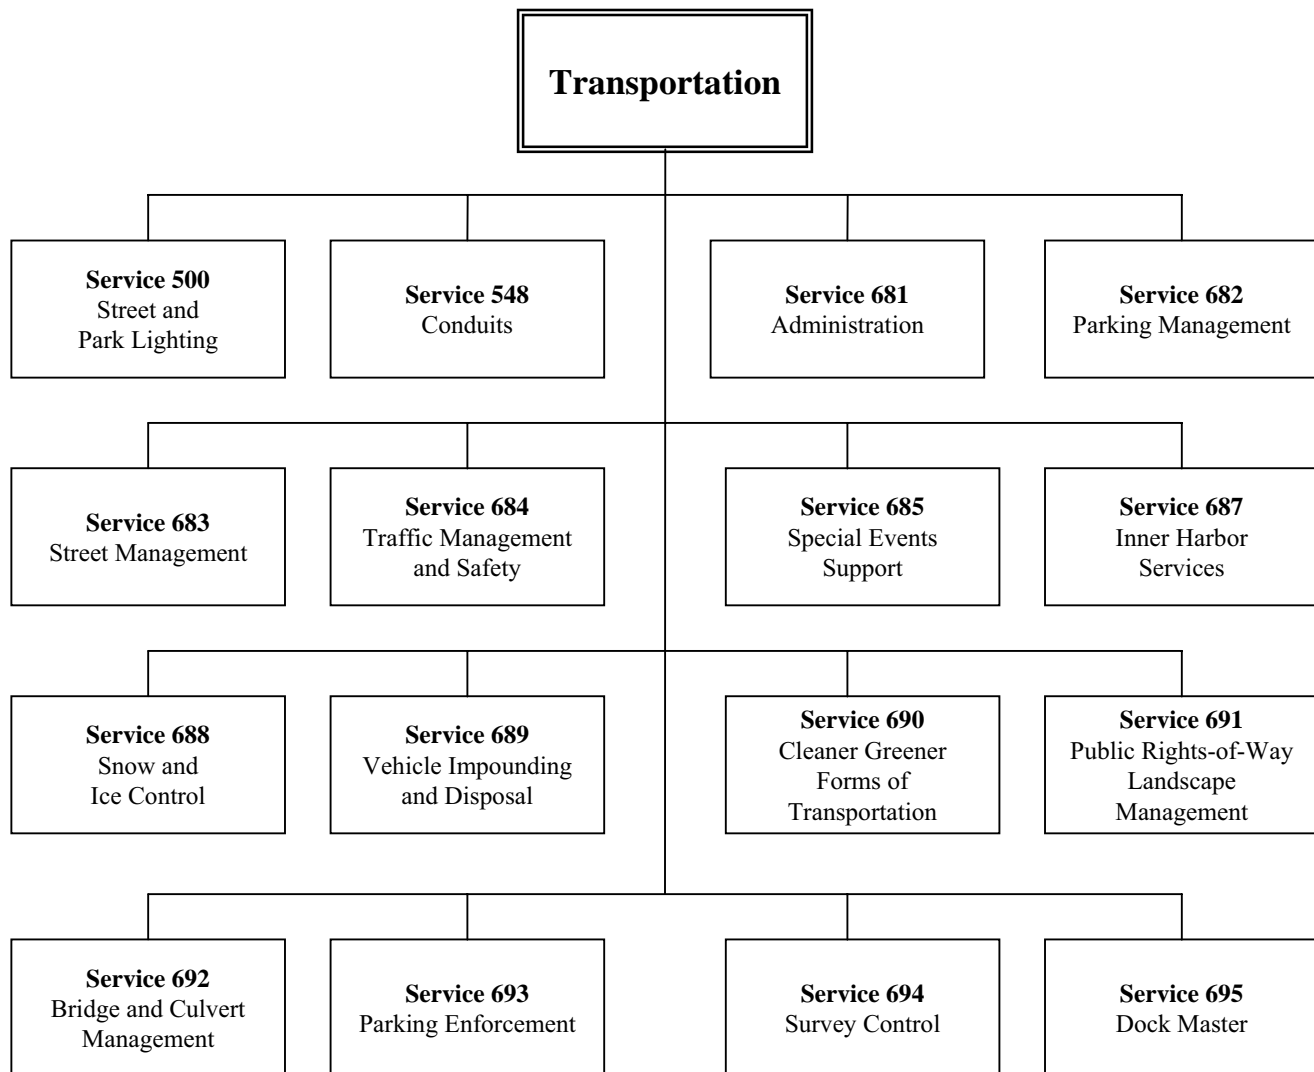 Transportation
Service 500
Street and
Park Lighting
Service 548
Conduits
Service 681
Administration
Service 682
Parking Management
Service 683
Street Management
Service 684
Traffic Management
and Safety
Service 685
Special Events
Support
Service 687
Inner Harbor
Services
Service 688
Snow and
Ice Control
Service 689
Vehicle Impounding
and Disposal
Service 690
Cleaner Greener
Forms of
Transportation
Service 691
Public Rights-of-Way
Landscape
Management
Service 692
Bridge and Culvert
Management
Service 693
Parking Enforcement
Service 694
Survey Control
Service 695
Dock Master